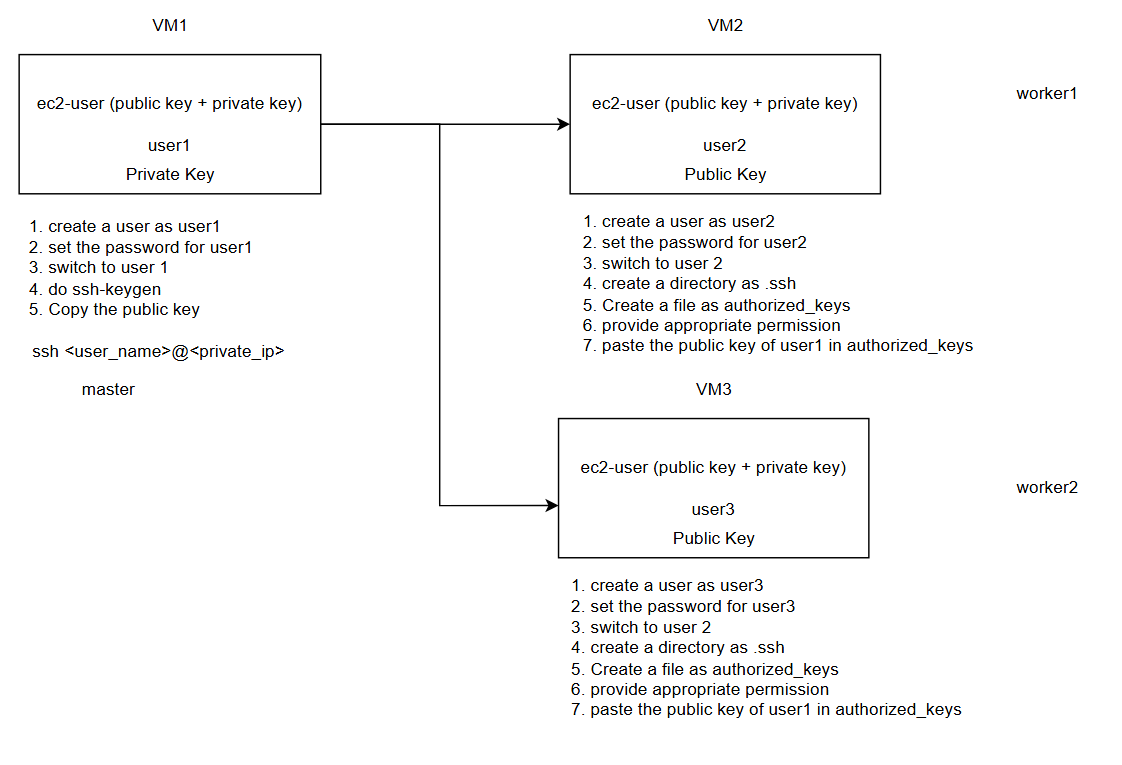 VM1
ec2-user (public key + private key)
user1
Private Key
1. create a user as user1
2. set the password for user1
3. switch to user 1
4. do ssh-keygen
5. Copy the public key
ssh <user_name>@<private_ip>
master
VM2
ec2-user (public key + private key)
user2
Public Key
worker1
1. create a user as user2
2. set the password for user2
3. switch to user 2
4. create a directory as .ssh
5. Create a file as authorized_keys
6. provide appropriate permission
7. paste the public key of user1 in authorized_keys
VM3
ec2-user (public key + private key)
user3
Public Key
worker2
1. create a user as user3
2. set the password for user3
3. switch to user 2
4. create a directory as .ssh
5. Create a file as authorized_keys
6. provide appropriate permission
7. paste the public key of user1 in authorized_keys